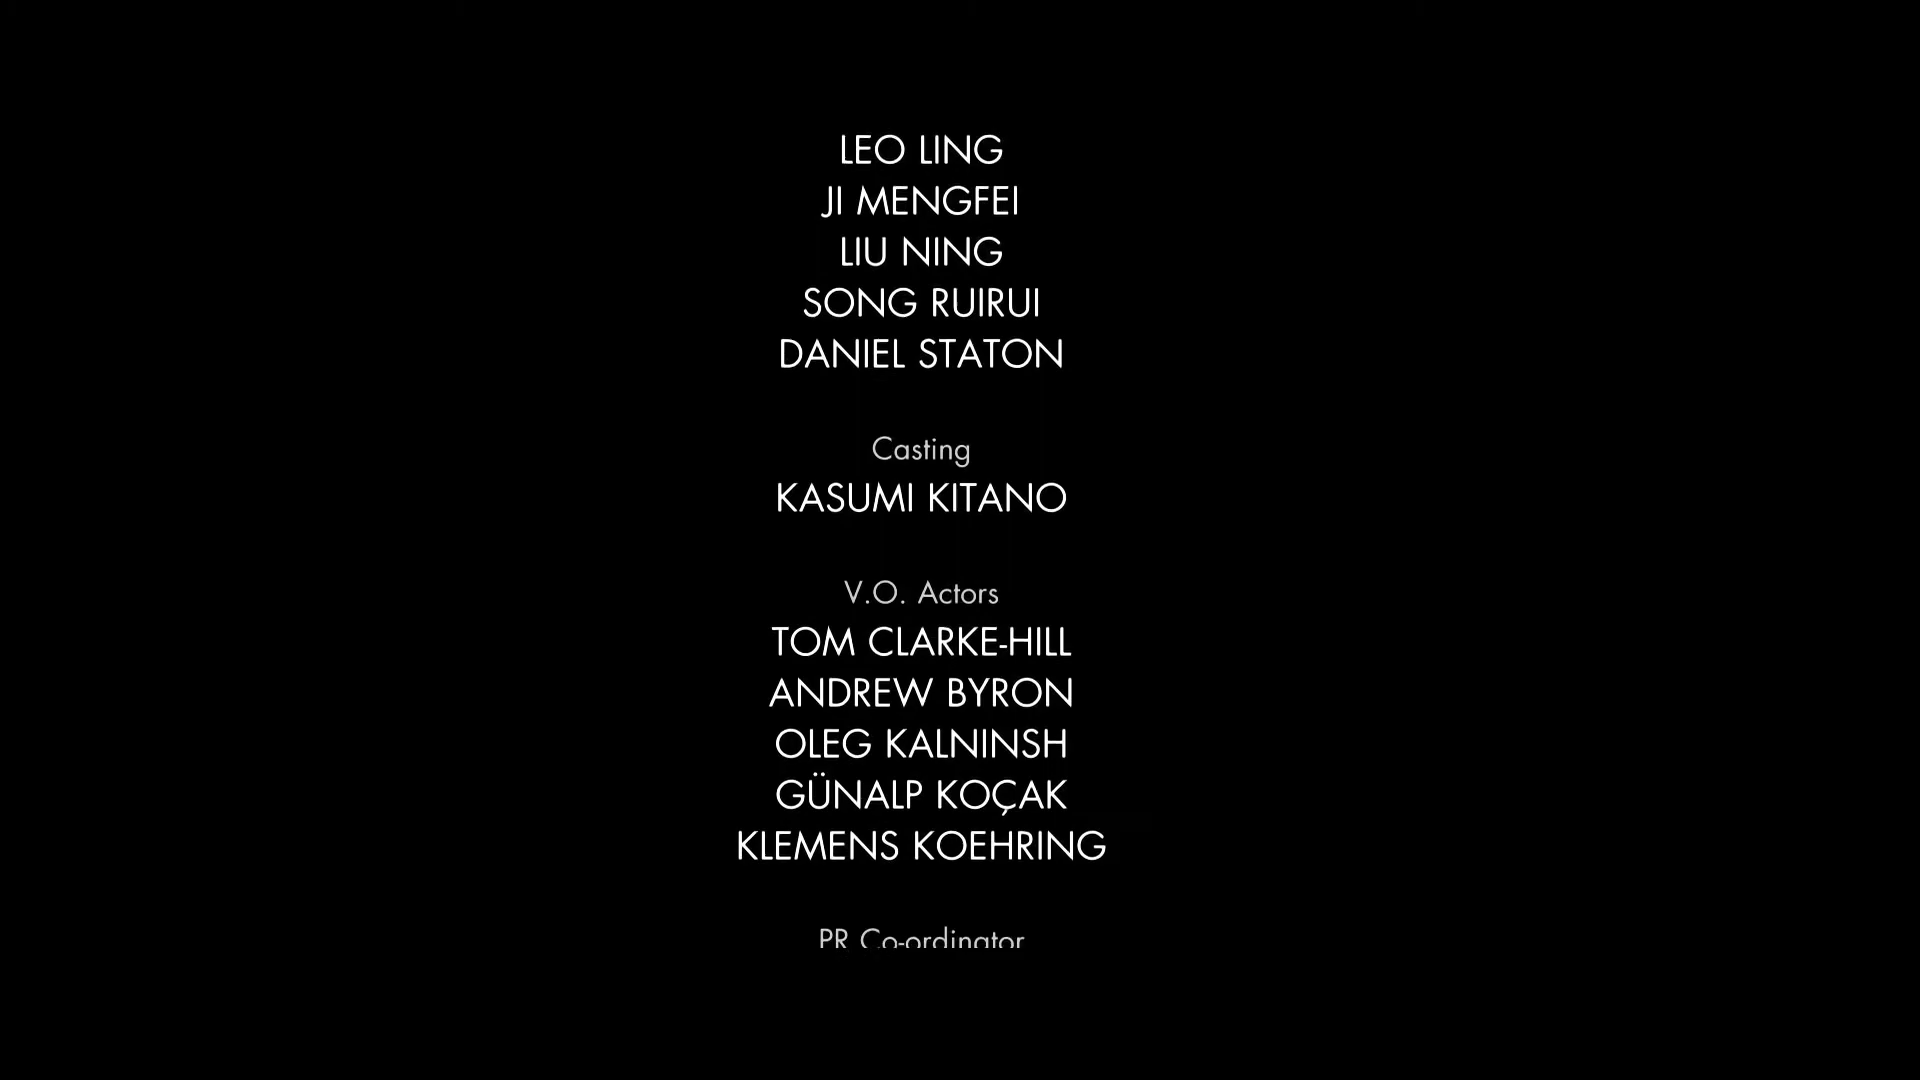 LEO LING
JI MENGFEI
LIU NING
SONG RUIRUI
DANIEL STATON
Casting
KASUMI KITANO
V.O. Actors
TOM CLARKE-HILL
ANDREW BYRON
OLEG KALNINSH
GÜNALP KOÇAK
KLEMENS KOEHRING
PR Co-ordinator